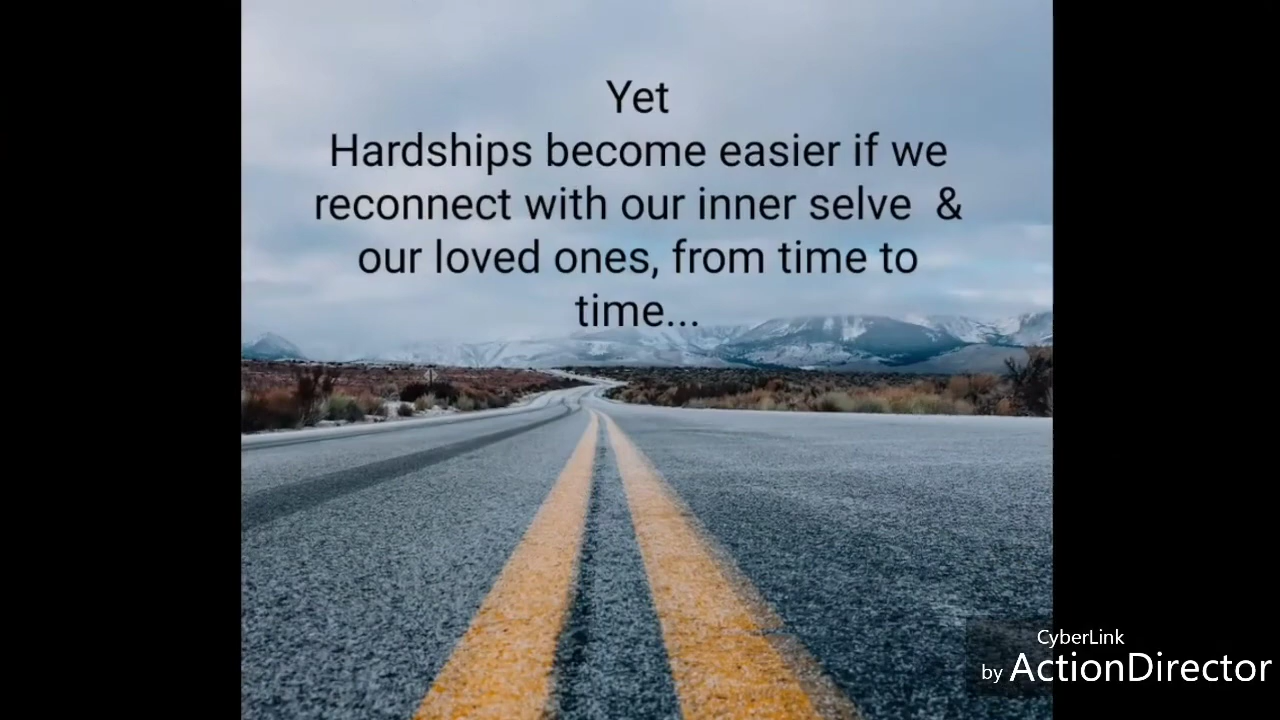 Yet
Hardships become easier if we
reconnect with our inner selve &
our loved ones, from time to
time...
CyberLink
by ActionDirector